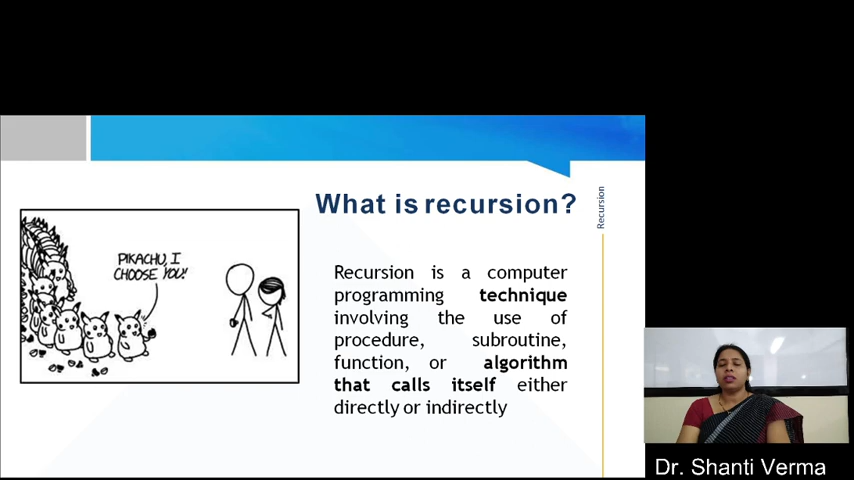 What is recursion?
Recursion
PIKACHU, I
CHOOSE YOU!
Recursion is a computer
programming technique
involving the use of
procedure, subroutine,
function, or algorithm
that calls itself either
directly or indirectly
Dr. Shanti Verma